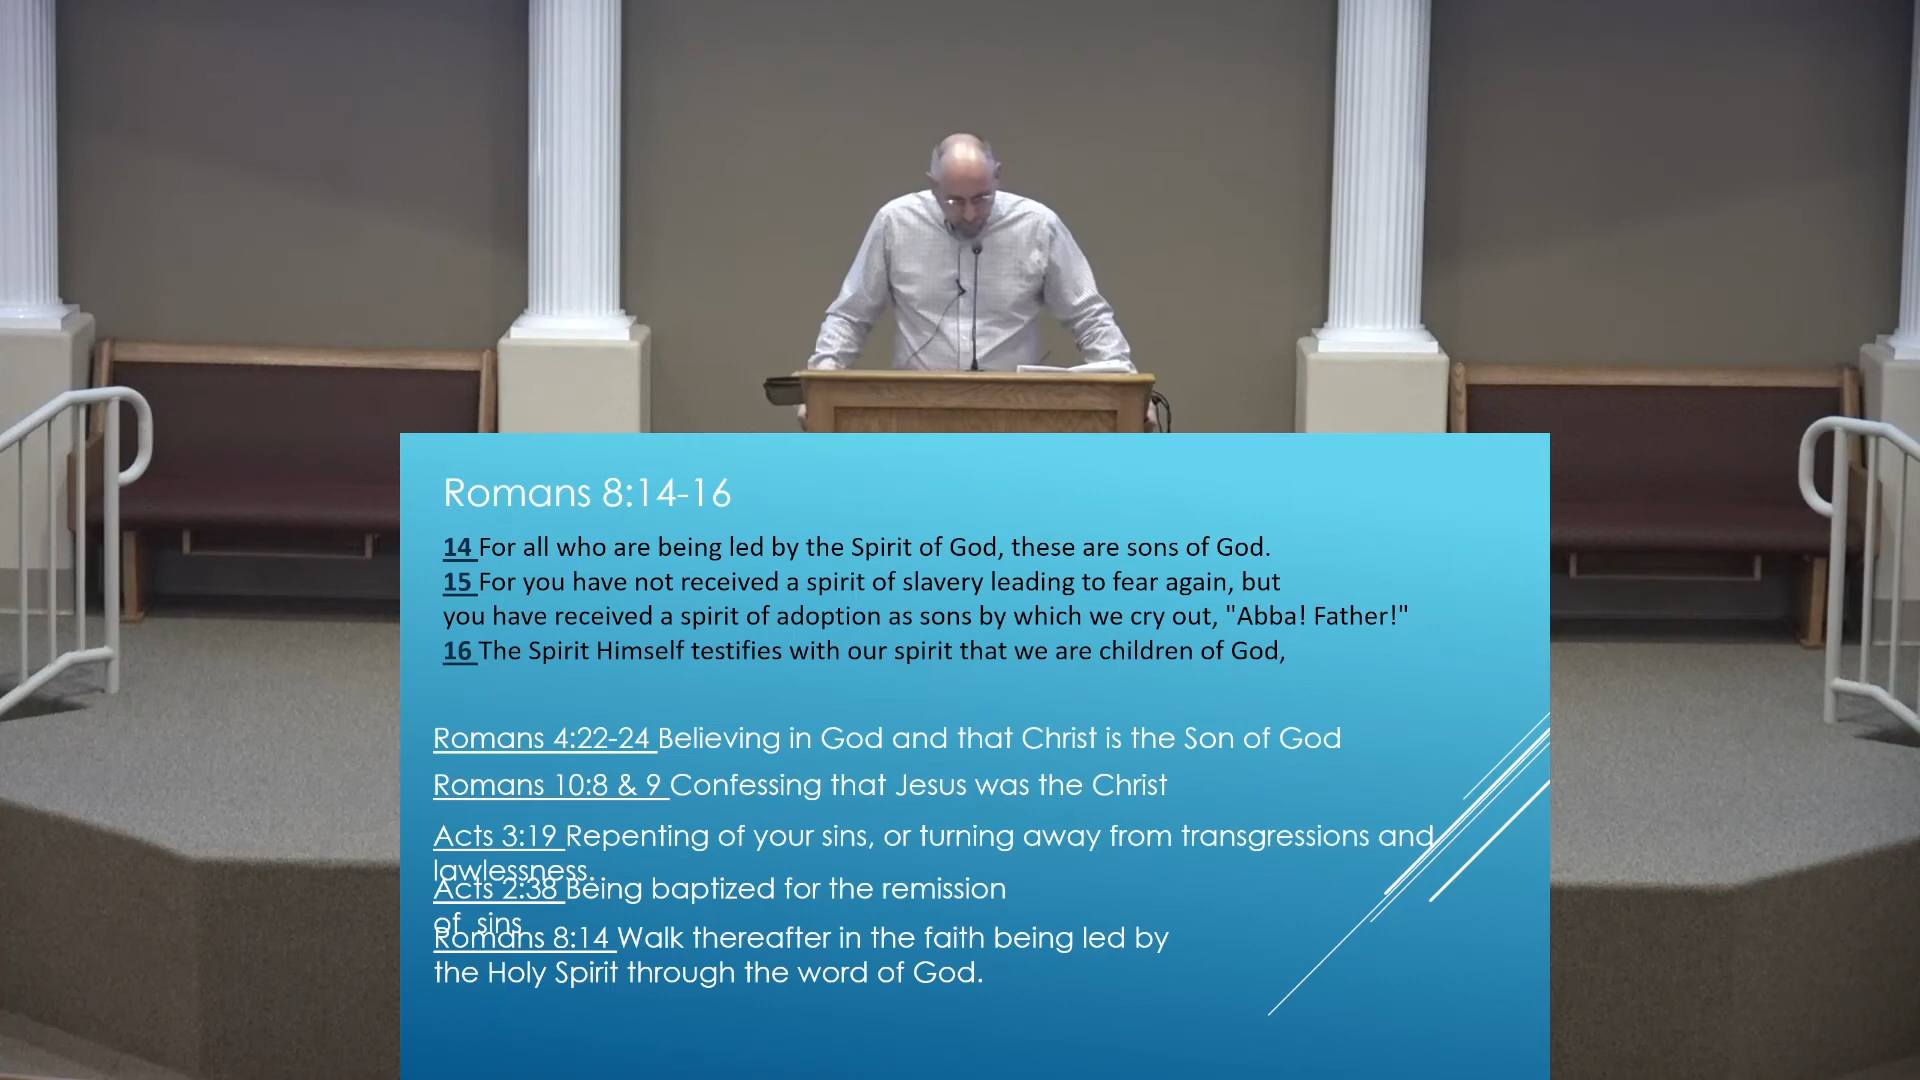 Romans 8:14-16
14 For all who are being led by the Spirit of God, these are sons of God.
15 For you have not received a spirit of slavery leading to fear again, but
you have received a spirit of adoption as sons by which we cry out, "Abba! Father!"
16 The Spirit Himself testifies with our spirit that we are children of God,
Romans 4:22-24 Believing in God and that Christ is the Son of God
Romans 10:8 & 9 Confessing that Jesus was the Christ
Acts 3:19 Repenting of your sins, or turning away from transgressions and
lawlessness.
Acts 2:38 Being baptized for the remission
of sins
Romans 8:14 Walk thereafter in the faith being led by
the Holy Spirit through the word of God.